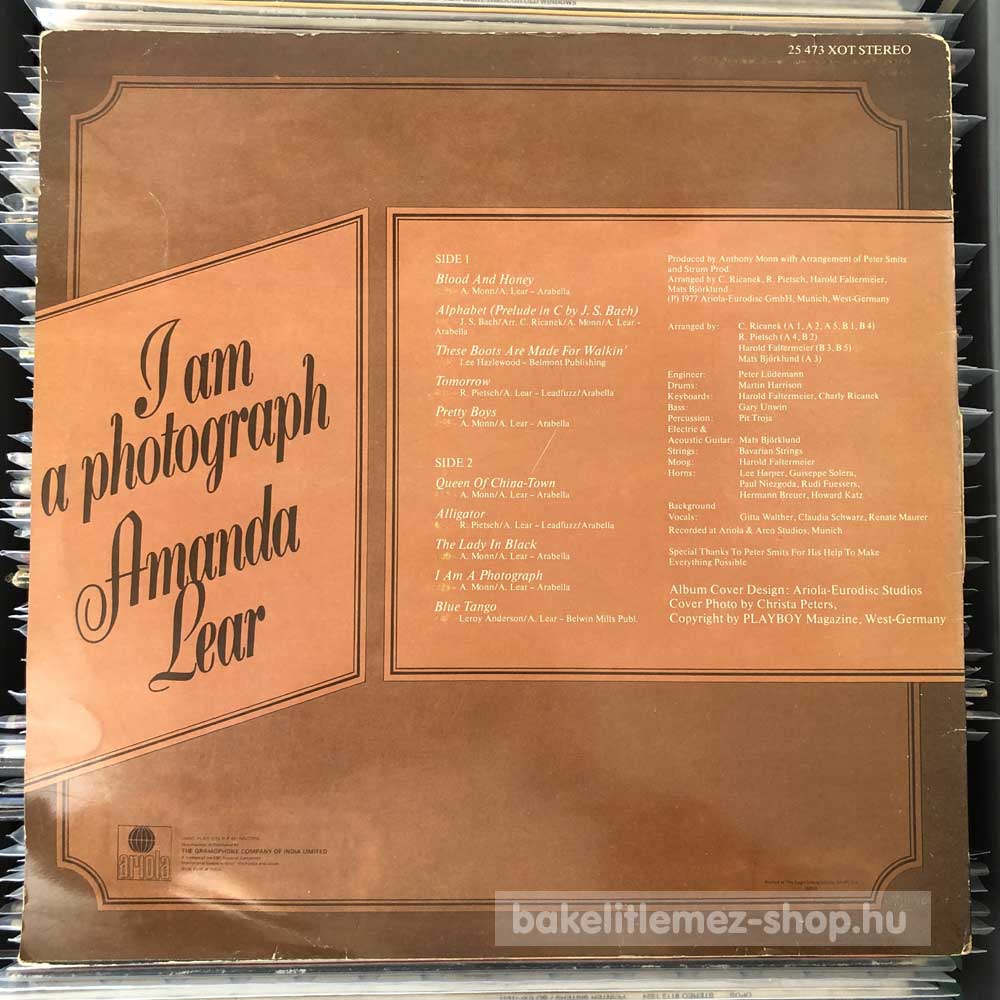 25 473 XOT STEREO
I am
a photograph
Amanda
Lear
SIDE 1
Blood And Honey
A. Monn/A. Lear – Arabella
Alphabet (Prelude in C by J. S. Bach)
J. S. Bach/Arr. C. Ricanek/A. Monn/A. Lear –
Arabella
These Boots Are Made For Walkin'
Lee Hazlewood – Belmont Publishing
Tomorrow
R. Pietsch/A. Lear – Leadfuzz/Arabella
Pretty Boys
A. Monn/A. Lear – Arabella
SIDE 2
Queen Of China-Town
A. Monn/A. Lear – Arabella
Alligator
R. Pietsch/A. Lear – Leadfuzz/Arabella
The Lady In Black
A. Monn/A. Lear – Arabella
I Am A Photograph
A. Monn/A. Lear – Arabella
Blue Tango
Leroy Anderson/A. Lear – Belwin Mills Publ.
Produced by Anthony Monn with Arrangement of Peter Smits
and Strum Prod.
Arranged by C. Ricanek, R. Pietsch, Harold Faltermeier,
Mats Björklund
(P) 1977 Ariola-Eurodisc GmbH, Munich, West-Germany
Arranged by: C. Ricanek (A 1, A 2, A 5, B 1, B 4)
R. Pietsch (A 4, B 2)
Harold Faltermeier (B 3, B 5)
Mats Björklund (A 3)
Engineer: Peter Lüdemann
Drums: Martin Harrison
Keyboards: Harold Faltermeier, Charly Ricanek
Bass: Gary Unwin
Percussion: Pit Troja
Electric &
Acoustic Guitar: Mats Björklund
Strings: Bavarian Strings
Moog: Harold Faltermeier
Horns: Lee Harper, Guiseppe Solera,
Paul Niezgoda, Rudi Fuessers,
Hermann Breuer, Howard Katz
Background
Vocals: Gitta Walther, Claudia Schwarz, Renate Maurer
Recorded at Ariola & Arco Studios, Munich
Special Thanks To Peter Smits For His Help To Make
Everything Possible
Album Cover Design: Ariola-Eurodisc Studios
Cover Photo by Christa Peters,
Copyright by PLAYBOY Magazine, West-Germany
ariola
THE GRAMOPHONE COMPANY OF INDIA LIMITED
bakelitlemez-shop.hu